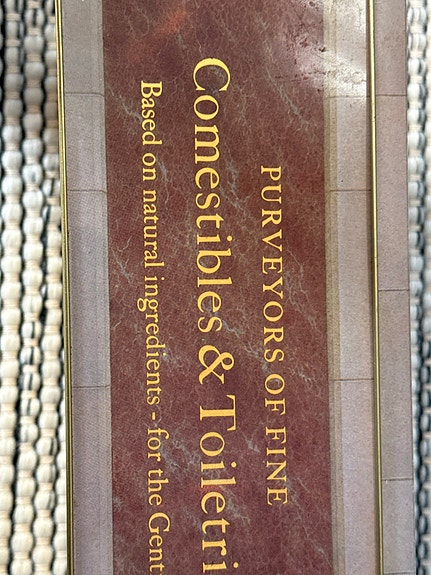 PURVEYORS OF FINE
Comestibles & Toiletri
Based on natural ingredients - for the Gent